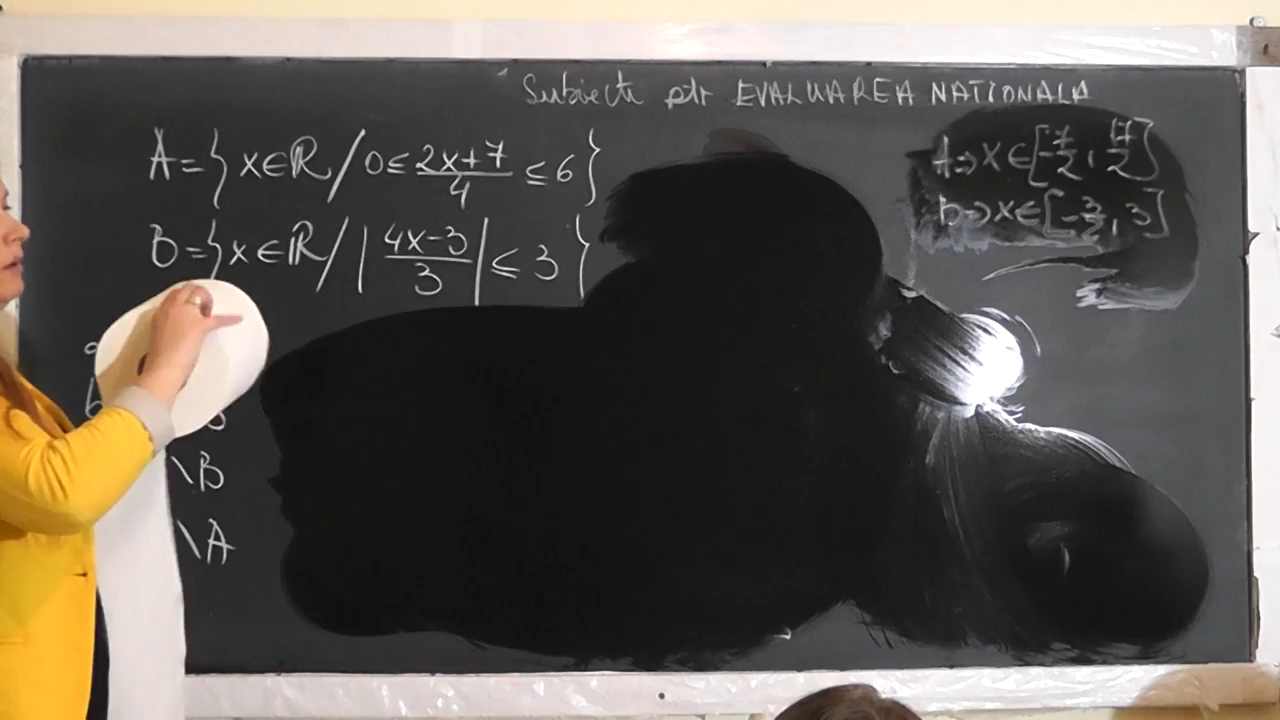 Subiecte ptr EVALUAREA NATIONALA
A={x∈ℝ/0≤(2x+7)/4≤6}
B={x∈ℝ/|(4x-3)/3|≤3}
A⇒x∈[-7/2, 17/2]
B⇒x∈[-3/2, 3]
a
b
\B
\A